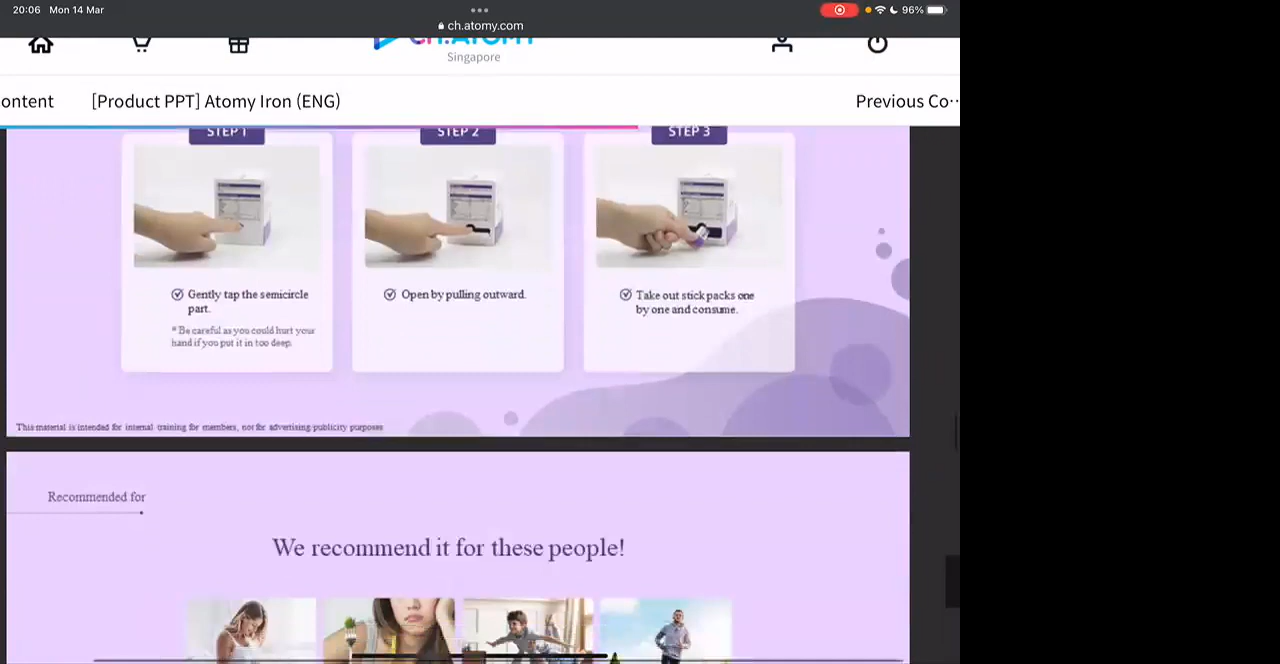 20:06 Mon 14 Mar
96%
ch.atomy.com
CH.ATOMY
Singapore
ontent [Product PPT] Atomy Iron (ENG) Previous Co··
STEP 1 STEP 2 STEP 3
Gently tap the semicircle
part.
* Be careful as you could hurt your
hand if you put it in too deep.
Open by pulling outward.
Take out stick packs one
by one and consume.
This material is intended for internal training for members, not for advertising/publicity purposes
Recommended for
We recommend it for these people!